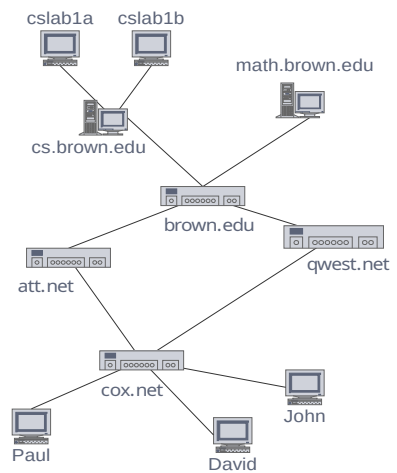 cslab1a
cslab1b
math.brown.edu
cs.brown.edu
brown.edu
qwest.net
att.net
cox.net
John
Paul
David